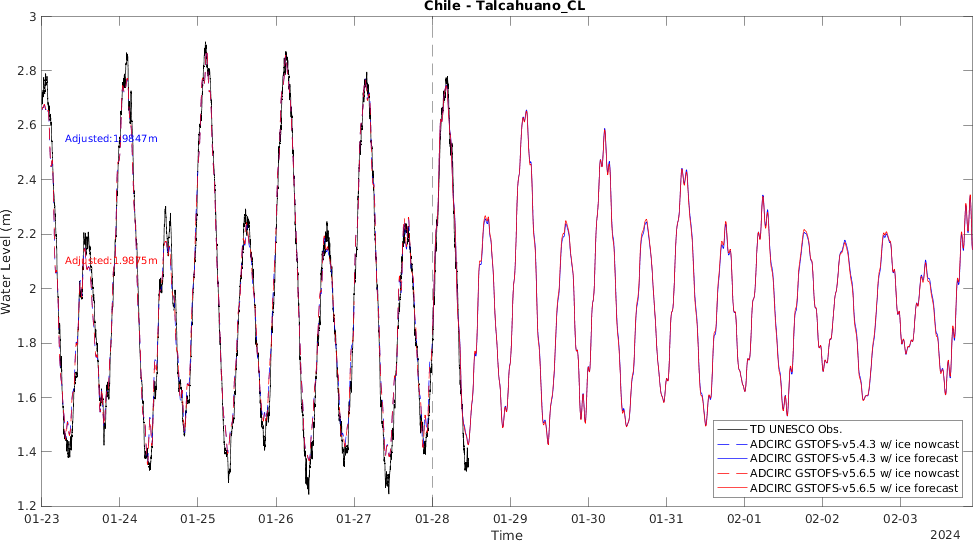 Chile - Talcahuano_CL
3
2.8
2.6
2.4
2.2
2
1.8
1.6
1.4
1.2
Water Level (m)
Adjusted:1.9847m
Adjusted:1.9875m
TD UNESCO Obs.
ADCIRC GSTOFS-v5.4.3 w/ ice nowcast
ADCIRC GSTOFS-v5.4.3 w/ ice forecast
ADCIRC GSTOFS-v5.6.5 w/ ice nowcast
ADCIRC GSTOFS-v5.6.5 w/ ice forecast
01-23 01-24 01-25 01-26 01-27 01-28 01-29 01-30 01-31 02-01 02-02 02-03
Time
2024